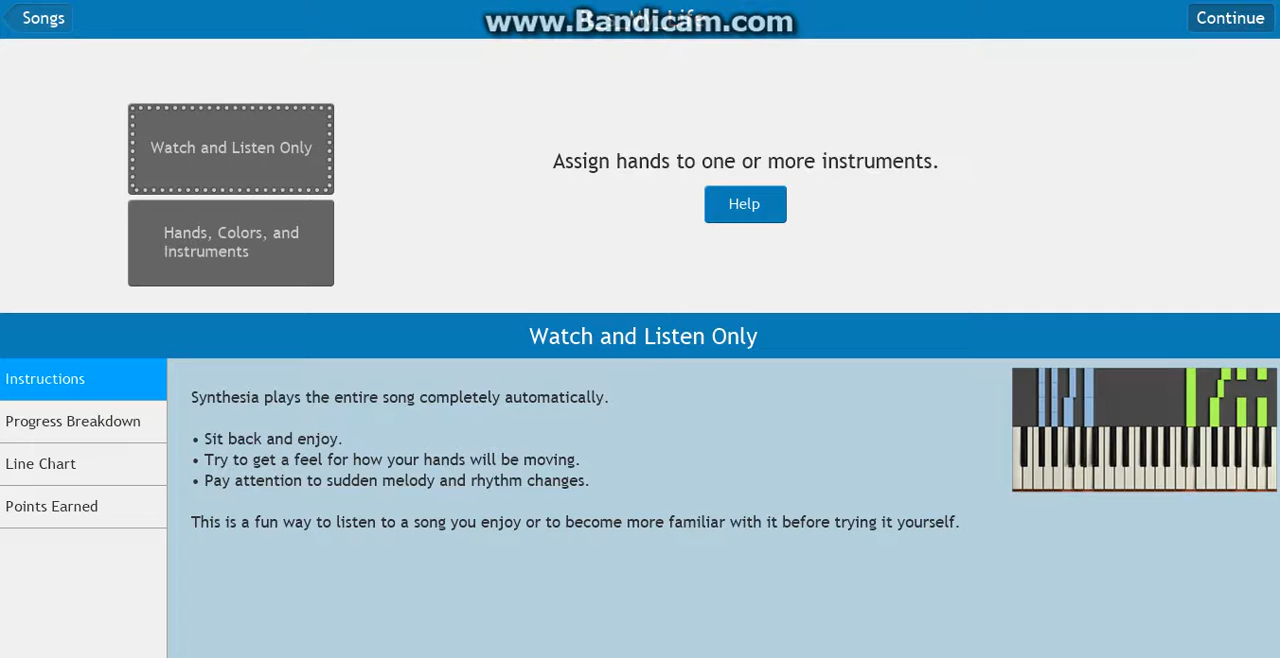 Songs
www.Bandicam.com
Continue
Watch and Listen Only
Hands, Colors, and
Instruments
Assign hands to one or more instruments.
Help
Watch and Listen Only
Instructions
Progress Breakdown
Line Chart
Points Earned
Synthesia plays the entire song completely automatically.
• Sit back and enjoy.
• Try to get a feel for how your hands will be moving.
• Pay attention to sudden melody and rhythm changes.
This is a fun way to listen to a song you enjoy or to become more familiar with it before trying it yourself.